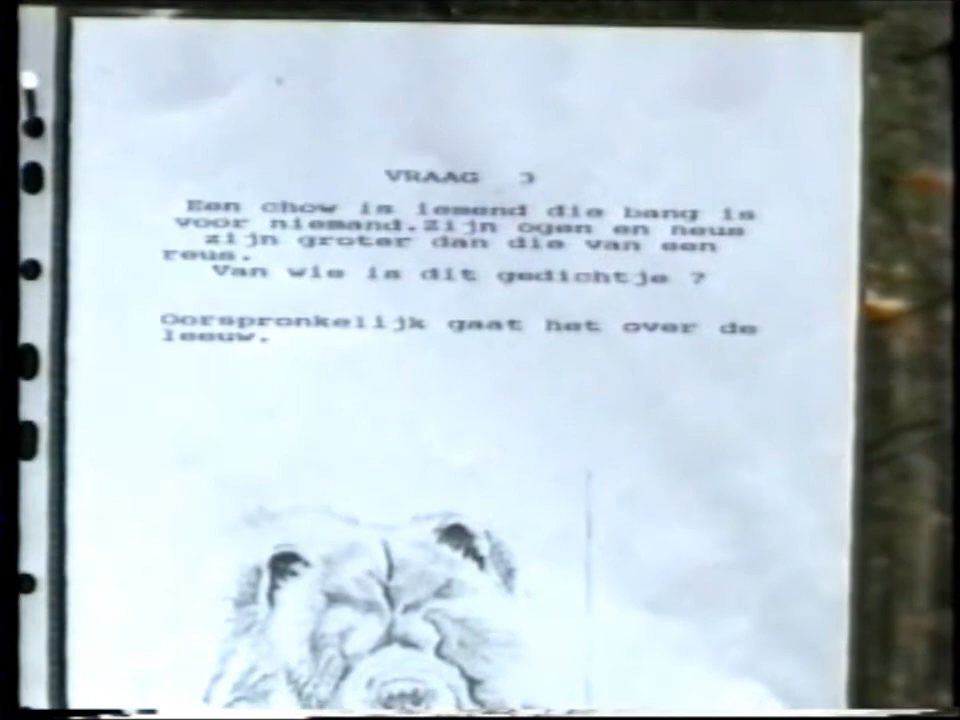 VRAAG 3
Een chow is iemand die bang is
voor niemand.Zijn ogen en neus
zijn groter dan die van een
reus.
Van wie is dit gedichtje ?
Oorspronkelijk gaat het over de
leeuw.